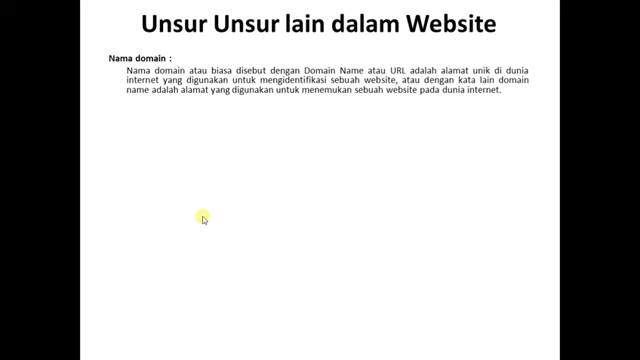 Unsur Unsur lain dalam Website
Nama domain :
Nama domain atau biasa disebut dengan Domain Name atau URL adalah alamat unik di dunia
internet yang digunakan untuk mengidentifikasi sebuah website, atau dengan kata lain domain
name adalah alamat yang digunakan untuk menemukan sebuah website pada dunia internet.